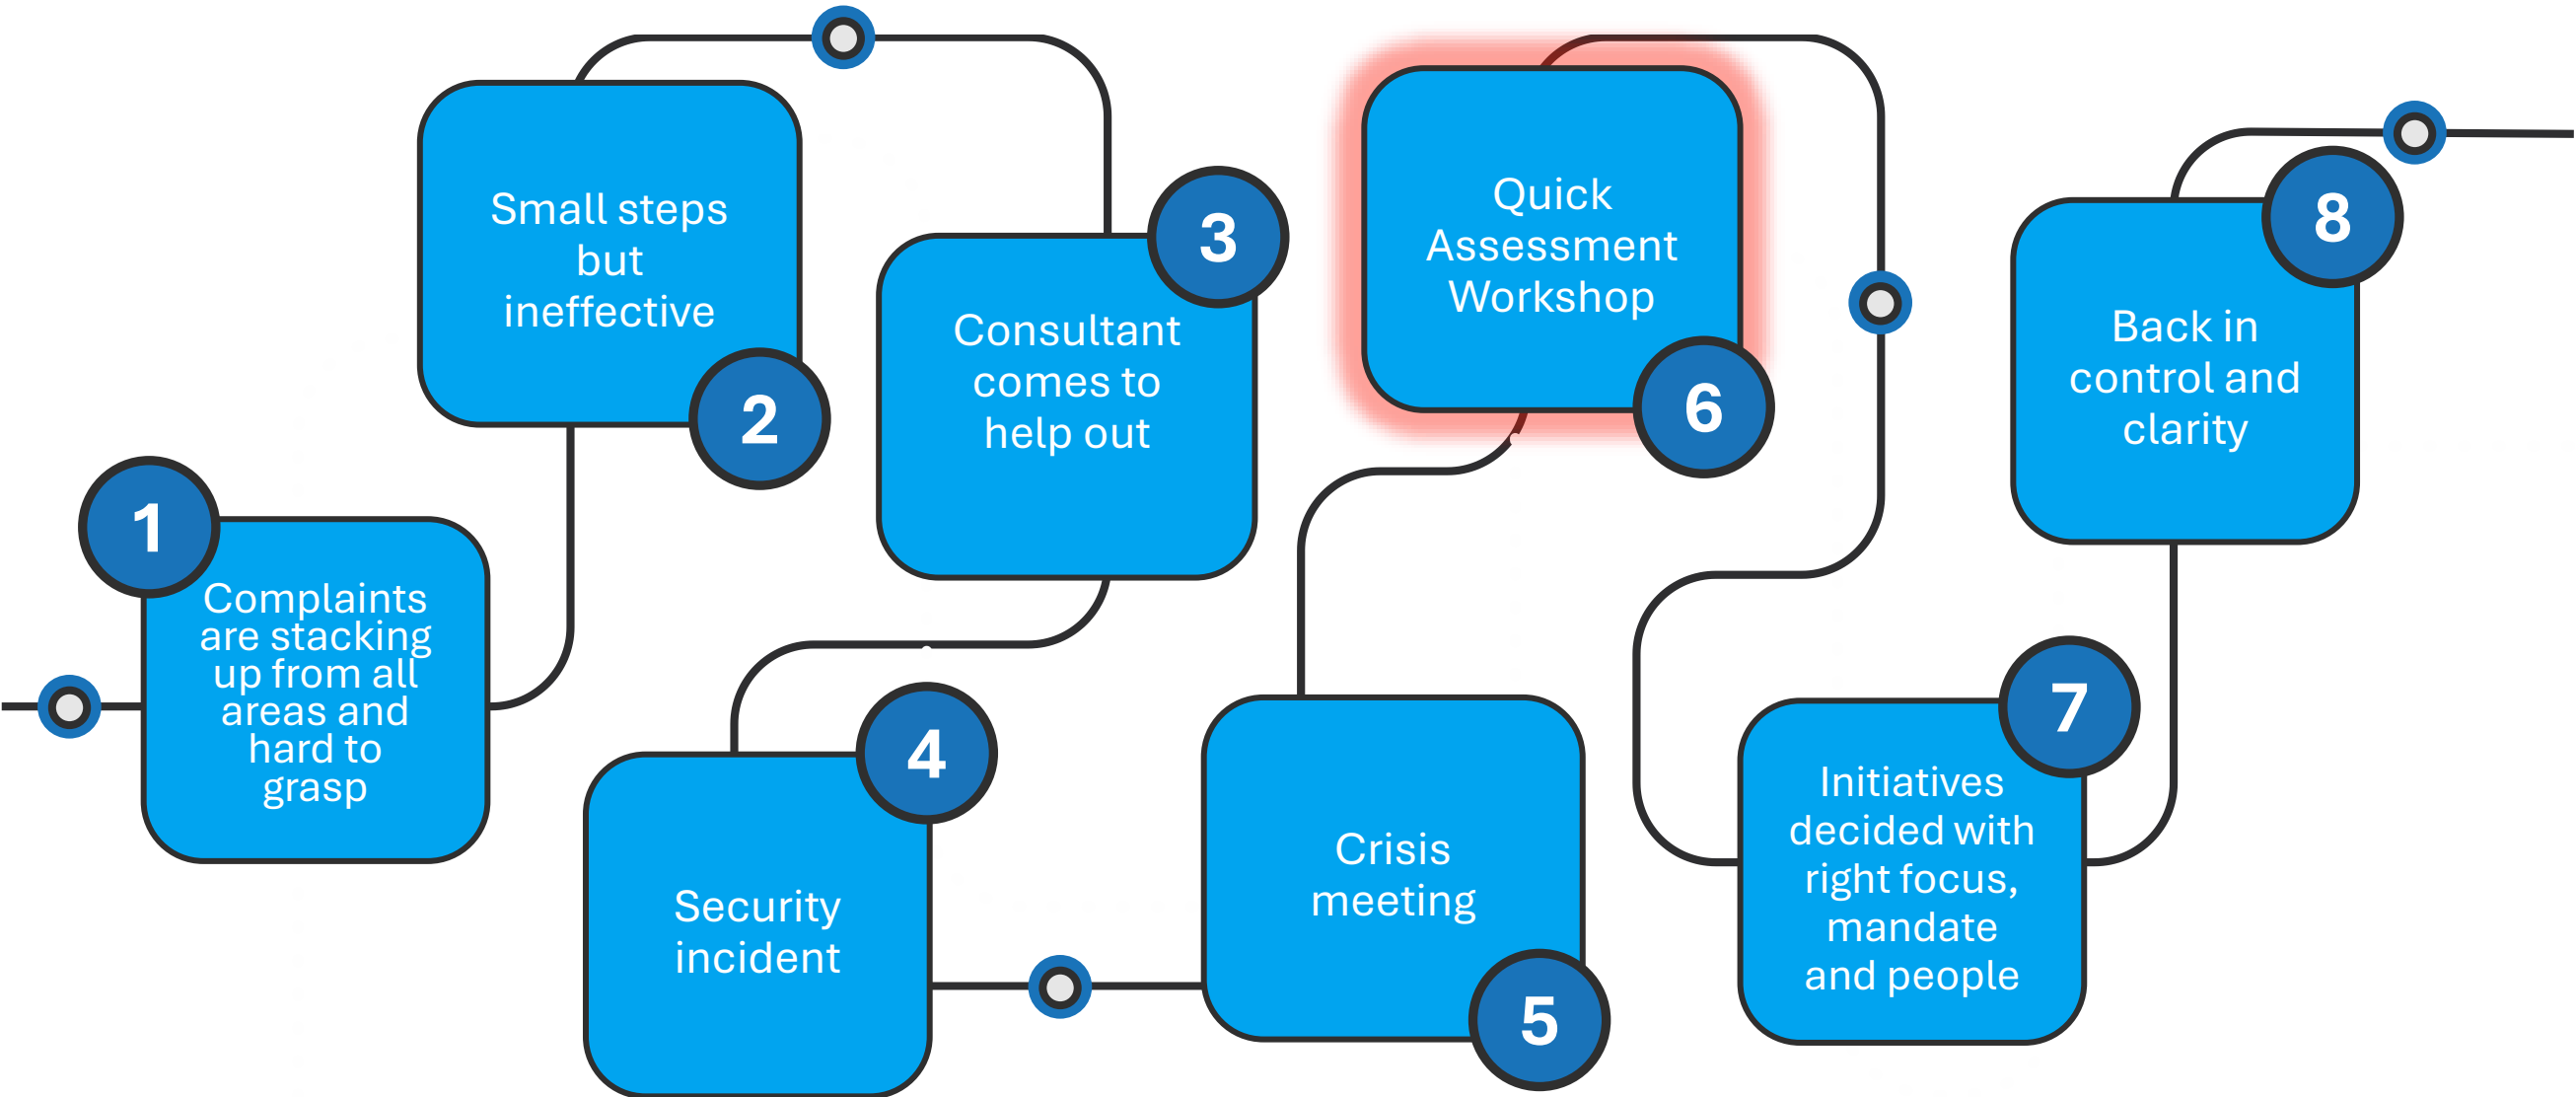 1
Complaints
are stacking
up from all
areas and
hard to
grasp
Small steps
but
ineffective
2
3
Consultant
comes to
help out
4
Security
incident
Crisis
meeting
5
Quick
Assessment
Workshop
6
7
Initiatives
decided with
right focus,
mandate
and people
8
Back in
control and
clarity